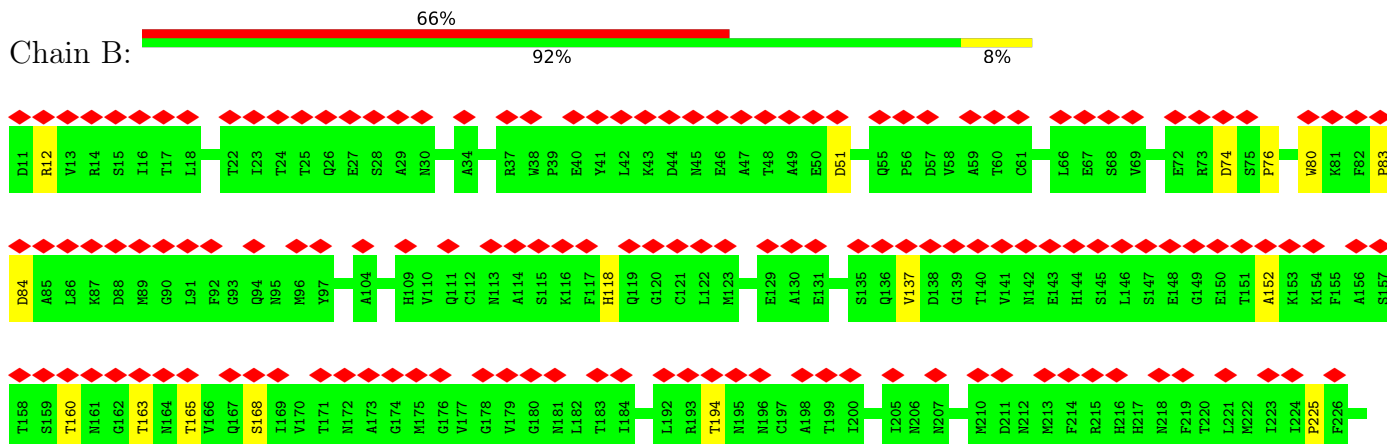 66%
Chain B:
92% 8%
D11 R12 V13 R14 S15 I16 T17 L18 T22 I23 T24 T25 Q26 E27 S28 A29 N30 A34 R37 W38 P39 E40 Y41 L42 K43 D44 N45 E46 A47 T48 A49 E50 D51 Q55 P56 D57 V58 A59 T60 C61 L66 E67 S68 V69 E72 R73 D74 S75 P76 W80 K81 F82 P83
D84 A85 L86 K87 D88 M89 G90 L91 F92 G93 Q94 N95 M96 Y97 A104 H109 V110 Q111 C112 N113 A114 S115 K116 F117 H118 Q119 G120 C121 L122 M123 E129 A130 E131 S135 Q136 V137 D138 G139 T140 V141 N142 E143 H144 S145 L146 S147 E148 G149 E150 T151 A152 K153 K154 F155 A156 S157
T158 S159 T160 N161 G162 T163 N164 T165 V166 Q167 S168 I169 V170 T171 N172 A173 G174 M175 G176 V177 G178 V179 G180 N181 L182 T183 I184 L192 R193 T194 N195 N196 C197 A198 T199 I200 I205 N206 N207 M210 D211 N212 M213 F214 R215 H216 H217 N218 F219 T220 L221 M222 I223 I224 P225 F226